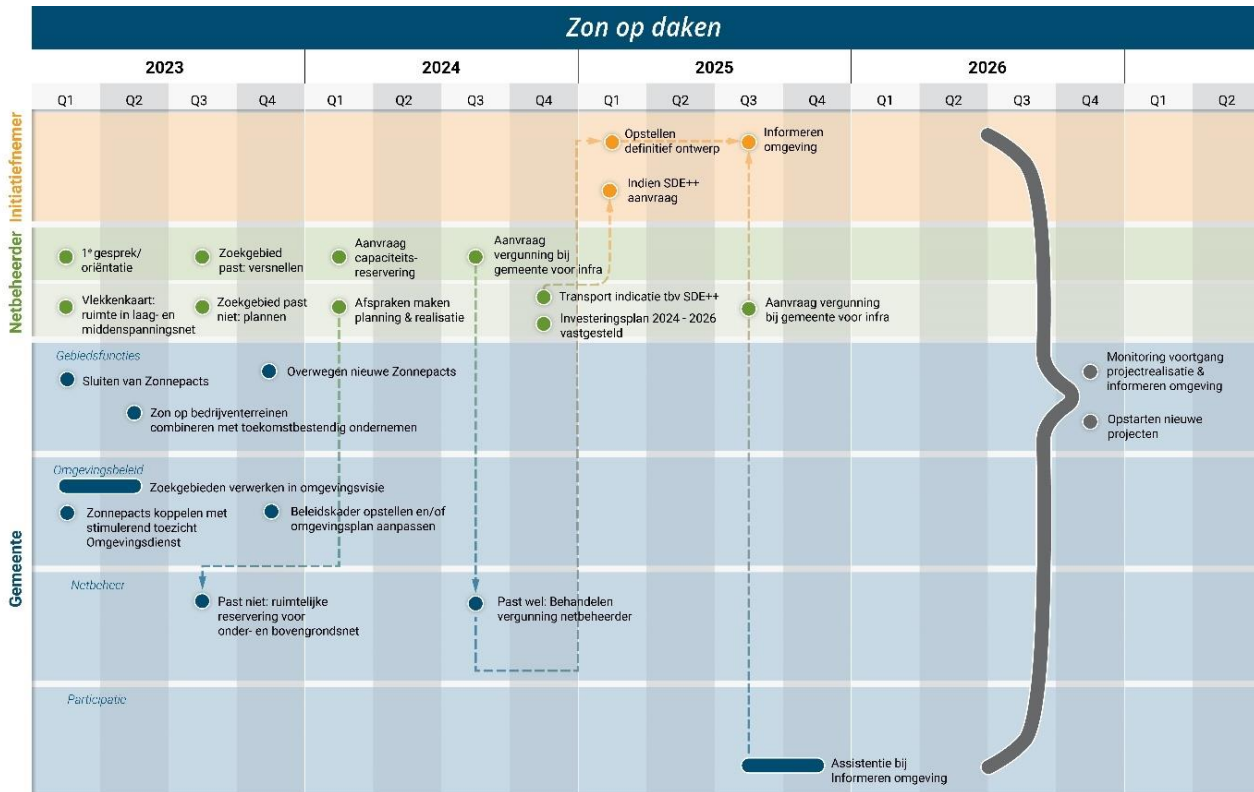 Zon op daken
2023
2024
2025
2026
Q1
Q2
Q3
Q4
Q1
Q2
Q3
Q4
Q1
Q2
Q3
Q4
Q1
Q2
Q3
Q4
Q1
Q2
Initiatiefnemer
Opstellen
definitief ontwerp
Informeren
omgeving
Indien SDE++
aanvraag
Netbeheerder
1e gesprek/
oriëntatie
Zoekgebied
past: versnellen
Aanvraag
capaciteits-
reservering
Aanvraag
vergunning bij
gemeente voor infra
Vlekkenkaart:
ruimte in laag- en
middenspanningsnet
Zoekgebied past
niet: plannen
Afspraken maken
planning & realisatie
Transport indicatie tbv SDE++
Investeringsplan 2024 - 2026
vastgesteld
Aanvraag vergunning
bij gemeente voor infra
Gemeente
Gebiedsfuncties
Sluiten van Zonnepacts
Overwegen nieuwe Zonnepacts
Zon op bedrijventerreinen
combineren met toekomstbestendig ondernemen
Monitoring voortgang
projectrealisatie &
informeren omgeving
Opstarten nieuwe
projecten
Omgevingsbeleid
Zoekgebieden verwerken in omgevingsvisie
Zonnepacts koppelen met
stimulerend toezicht
Omgevingsdienst
Beleidskader opstellen en/of
omgevingsplan aanpassen
Netbeheer
Past niet: ruimtelijke
reservering voor
onder- en bovengrondsnet
Past wel: Behandelen
vergunning netbeheerder
Participatie
Assistentie bij
Informeren omgeving